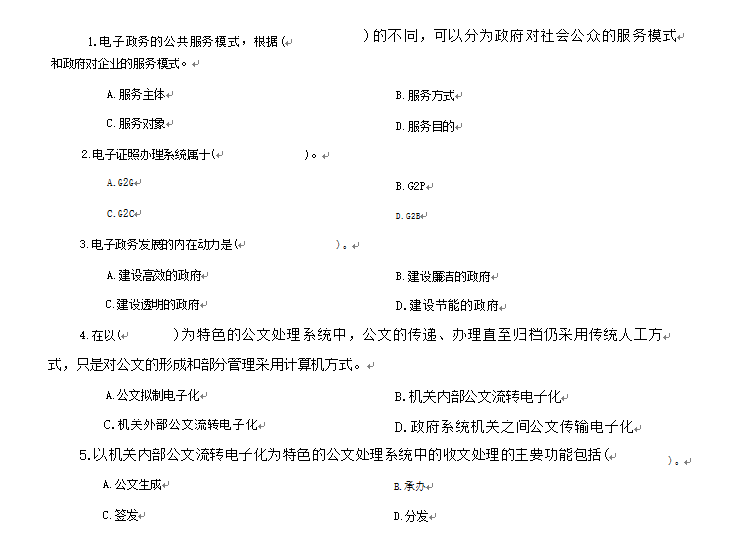 1.电子政务的公共服务模式，根据( )的不同，可以分为政府对社会公众的服务模式
和政府对企业的服务模式。
A.服务主体 B.服务方式
C.服务对象 D.服务目的
2.电子证照办理系统属于( )。
A.G2G B.G2P
C.G2C D.G2B
3.电子政务发展的内在动力是( )。
A.建设高效的政府 B.建设廉洁的政府
C.建设透明的政府 D.建设节能的政府
4.在以( )为特色的公文处理系统中，公文的传递、办理直至归档仍采用传统人工方
式，只是对公文的形成和部分管理采用计算机方式。
A.公文拟制电子化 B.机关内部公文流转电子化
C.机关外部公文流转电子化 D.政府系统机关之间公文传输电子化
5.以机关内部公文流转电子化为特色的公文处理系统中的收文处理的主要功能包括( )。
A.公文生成 B.承办
C.签发 D.分发